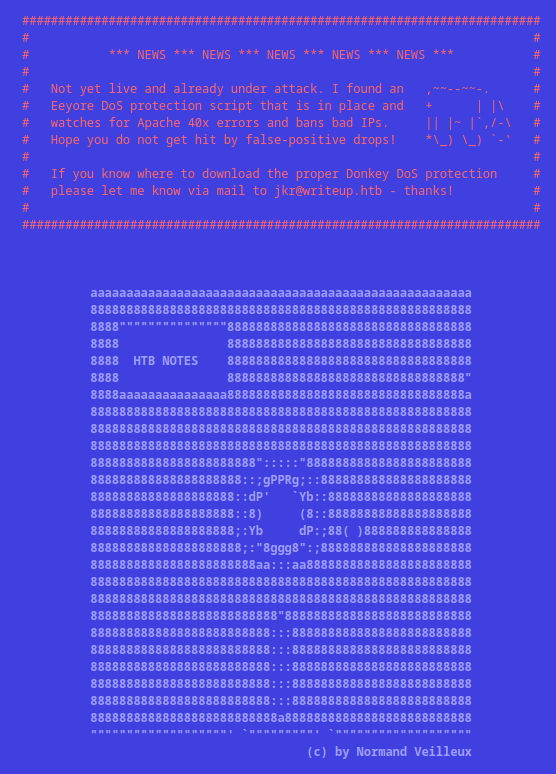 *** NEWS *** NEWS *** NEWS *** NEWS *** NEWS ***
Not yet live and already under attack. I found an
Eeyore DoS protection script that is in place and
watches for Apache 40x errors and bans bad IPs.
Hope you do not get hit by false-positive drops!
If you know where to download the proper Donkey DoS protection
please let me know via mail to jkr@writeup.htb - thanks!
HTB NOTES
(c) by Normand Veilleux